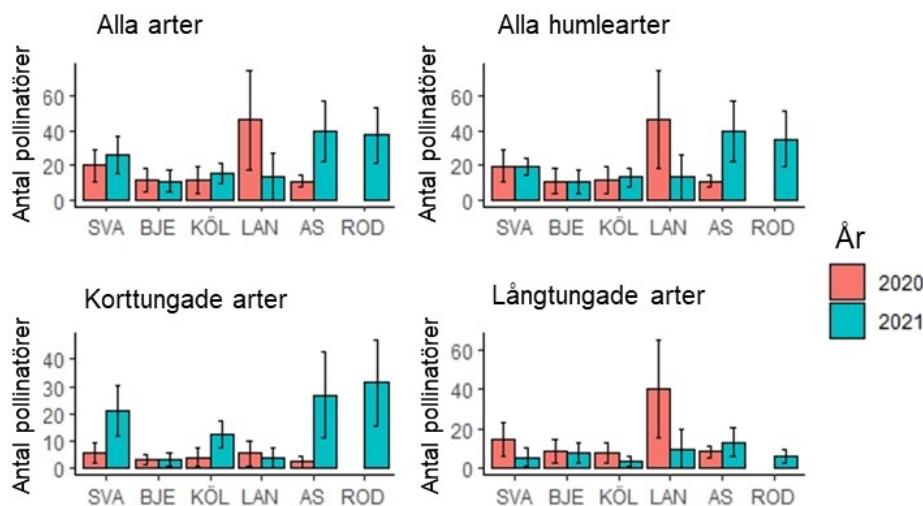 Alla arter
Antal pollinatörer
60
40
20
0
SVA BJE KÖL LAN AS ROD
Alla humlearter
Antal pollinatörer
60
40
20
0
SVA BJE KÖL LAN AS ROD
År
2020
2021
Korttungade arter
Antal pollinatörer
40
30
20
10
0
SVA BJE KÖL LAN AS ROD
Långtungade arter
Antal pollinatörer
60
40
20
0
SVA BJE KÖL LAN AS ROD